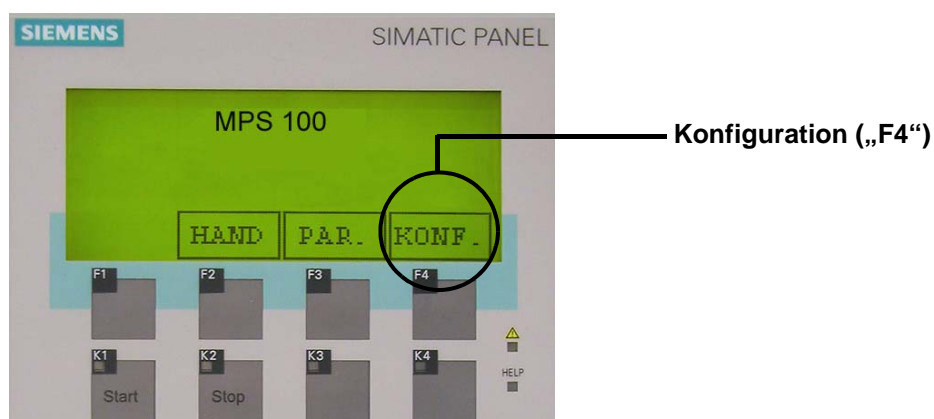 SIEMENS
SIMATIC PANEL
MPS 100
Konfiguration („F4“)
HAND PAR. KONF.
F1 F2 F3 F4
K1 K2 K3 K4
HELP
Start Stop